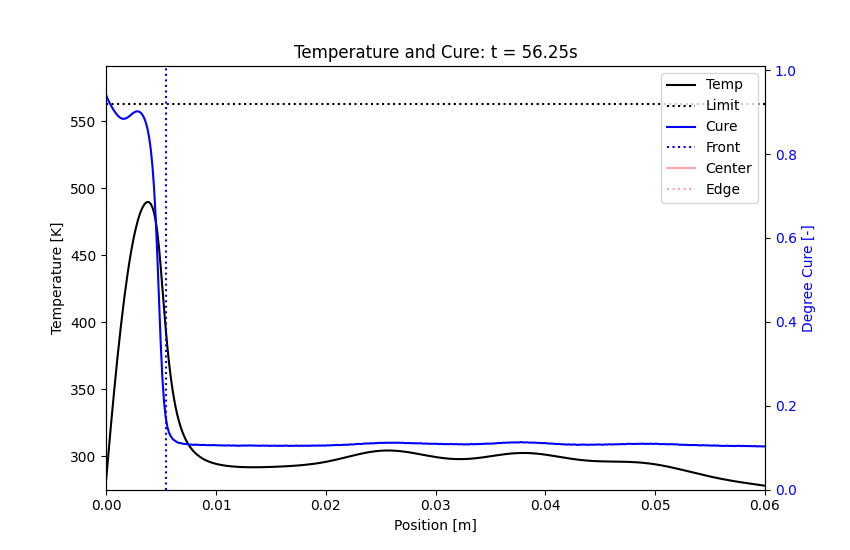 Temperature and Cure: t = 56.25s
Temp
Limit
Cure
Front
Center
Edge
Temperature [K]
550
500
450
400
350
300
Degree Cure [-]
1.0
0.8
0.6
0.4
0.2
0.0
0.00 0.01 0.02 0.03 0.04 0.05 0.06
Position [m]